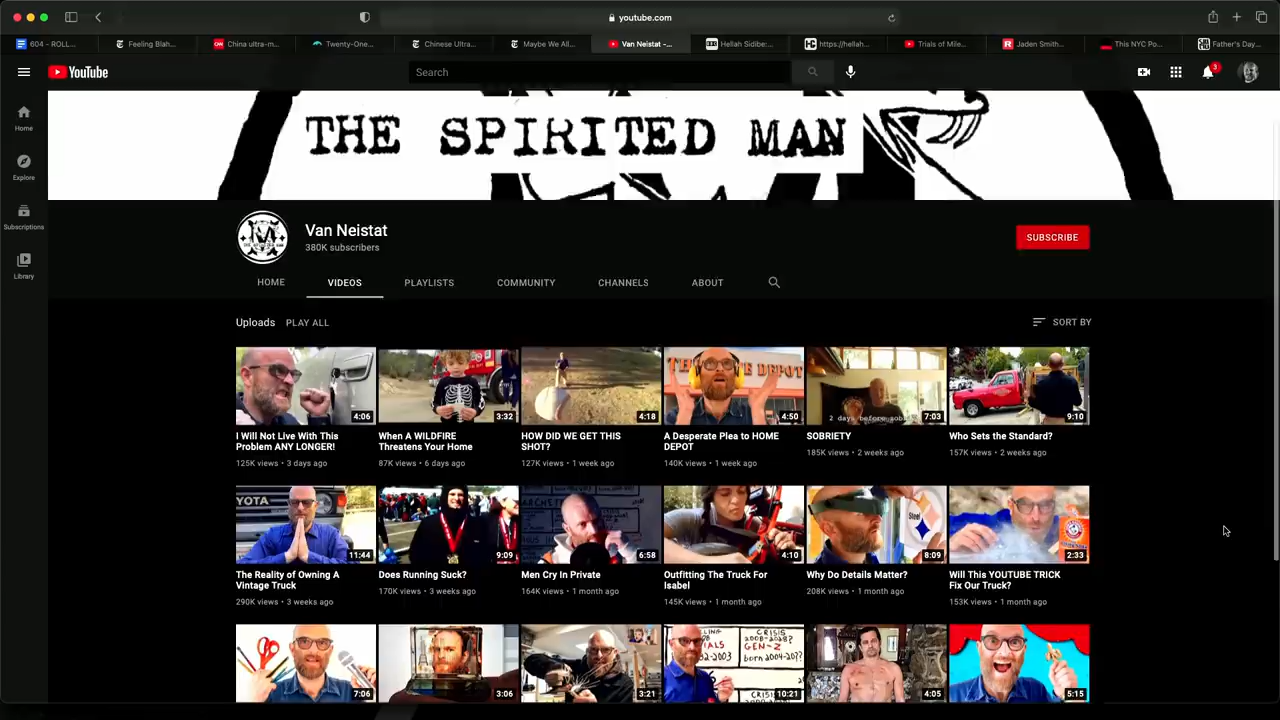 youtube.com
604 - ROLL...
Feeling Blah...
China ultra-m...
Twenty-One...
Chinese Ultra...
Maybe We All...
Van Neistat -...
Hellah Sidibe:...
https://hellah...
Trials of Mile...
Jaden Smith...
This NYC Po...
Father's Day...
YouTube
Search
3
Home
Explore
Subscriptions
Library
THE SPIRITED MAN
Van Neistat
380K subscribers
SUBSCRIBE
HOME VIDEOS PLAYLISTS COMMUNITY CHANNELS ABOUT
Uploads PLAY ALL
SORT BY
4:06
I Will Not Live With This
Problem ANY LONGER!
125K views • 3 days ago
3:32
When A WILDFIRE
Threatens Your Home
87K views • 6 days ago
4:18
HOW DID WE GET THIS
SHOT?
127K views • 1 week ago
4:50
A Desperate Plea to HOME
DEPOT
140K views • 1 week ago
2 days before
7:03
SOBRIETY
185K views • 2 weeks ago
9:10
Who Sets the Standard?
157K views • 2 weeks ago
YOTA
11:44
The Reality of Owning A
Vintage Truck
290K views • 3 weeks ago
9:09
Does Running Suck?
170K views • 3 weeks ago
6:58
Men Cry In Private
164K views • 1 month ago
4:10
Outfitting The Truck For
Isabel
145K views • 1 month ago
Steel
8:09
Why Do Details Matter?
208K views • 1 month ago
2:33
Will This YOUTUBE TRICK
Fix Our Truck?
153K views • 1 month ago
7:06
3:06
3:21
CRISIS
GEN-Z
CRISIS
10:21
4:05
5:15